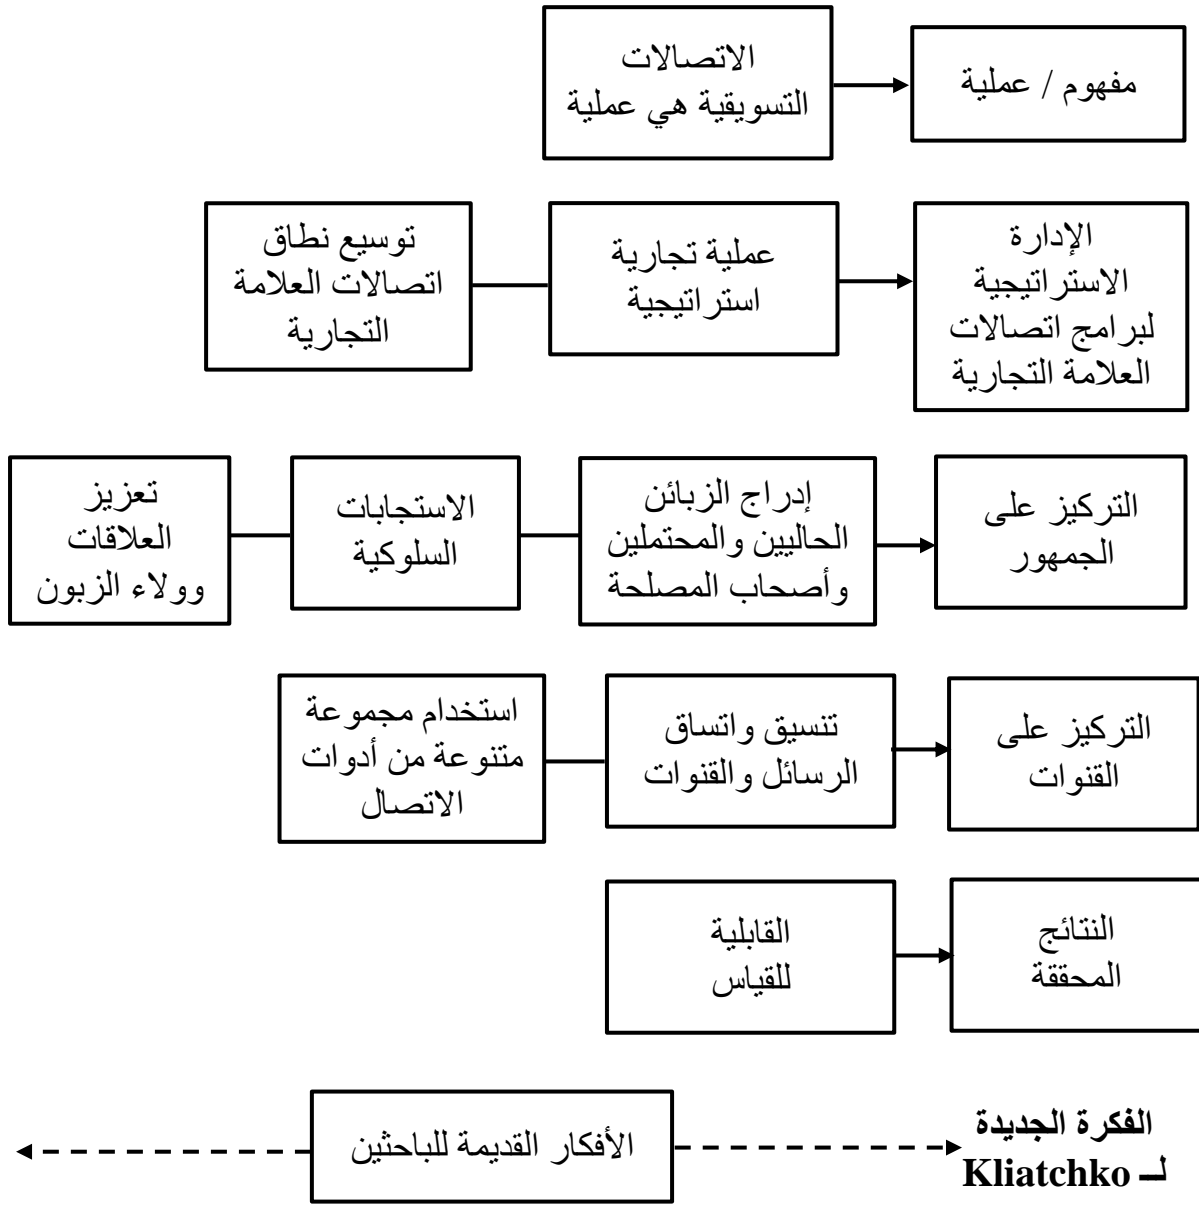 مفهوم / عملية
الاتصالات
التسويقية هي عملية
الإدارة
الاستراتيجية
لبرامج اتصالات
العلامة التجارية
عملية تجارية
استراتيجية
توسيع نطاق
اتصالات العلامة
التجارية
التركيز على
الجمهور
إدراج الزبائن
الحاليين والمحتملين
وأصحاب المصلحة
الاستجابات
السلوكية
تعزيز
العلاقات
وولاء الزبون
التركيز على
القنوات
تنسيق واتساق
الرسائل والقنوات
استخدام مجموعة
متنوعة من أدوات
الاتصال
النتائج
المحققة
القابلية
للقياس
الفكرة الجديدة
لـ Kliatchko
الأفكار القديمة للباحثين